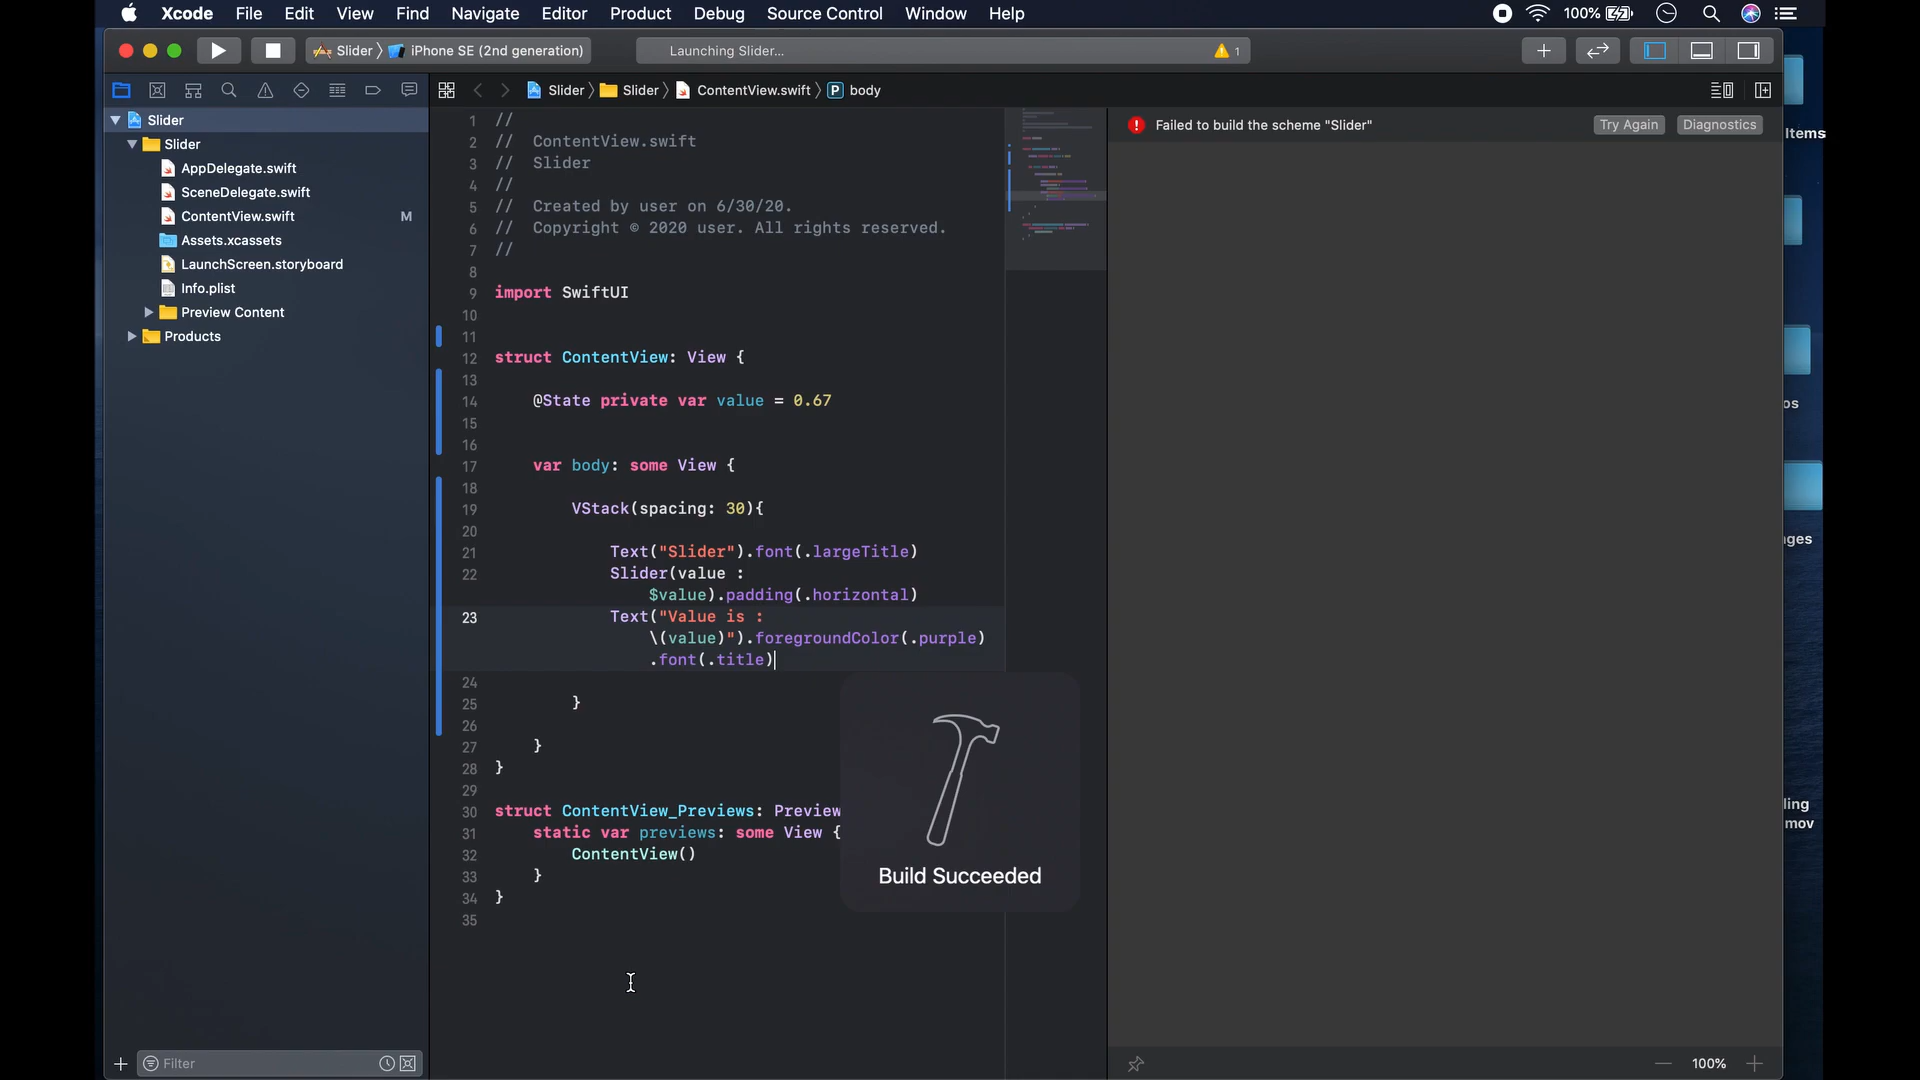 Xcode File Edit View Find Navigate Editor Product Debug Source Control Window Help 100%
Slider iPhone SE (2nd generation) Launching Slider... 1
Slider Slider ContentView.swift P body
Slider
Slider
AppDelegate.swift
SceneDelegate.swift
ContentView.swift M
Assets.xcassets
LaunchScreen.storyboard
Info.plist
Preview Content
Products
Filter
1 //
2 // ContentView.swift
3 // Slider
4 //
5 // Created by user on 6/30/20.
6 // Copyright © 2020 user. All rights reserved.
7 //
8
9 import SwiftUI
10
11
12 struct ContentView: View {
13
14 @State private var value = 0.67
15
16
17 var body: some View {
18
19 VStack(spacing: 30){
20
21 Text("Slider").font(.largeTitle)
22 Slider(value :
$value).padding(.horizontal)
23 Text("Value is :
\(value)").foregroundColor(.purple)
.font(.title)
24
25 }
26
27 }
28 }
29
30 struct ContentView_Previews: Preview
31 static var previews: some View {
32 ContentView()
33 }
34 }
35
Build Succeeded
Failed to build the scheme "Slider" Try Again Diagnostics
100%
Items
os
ges
ling
mov